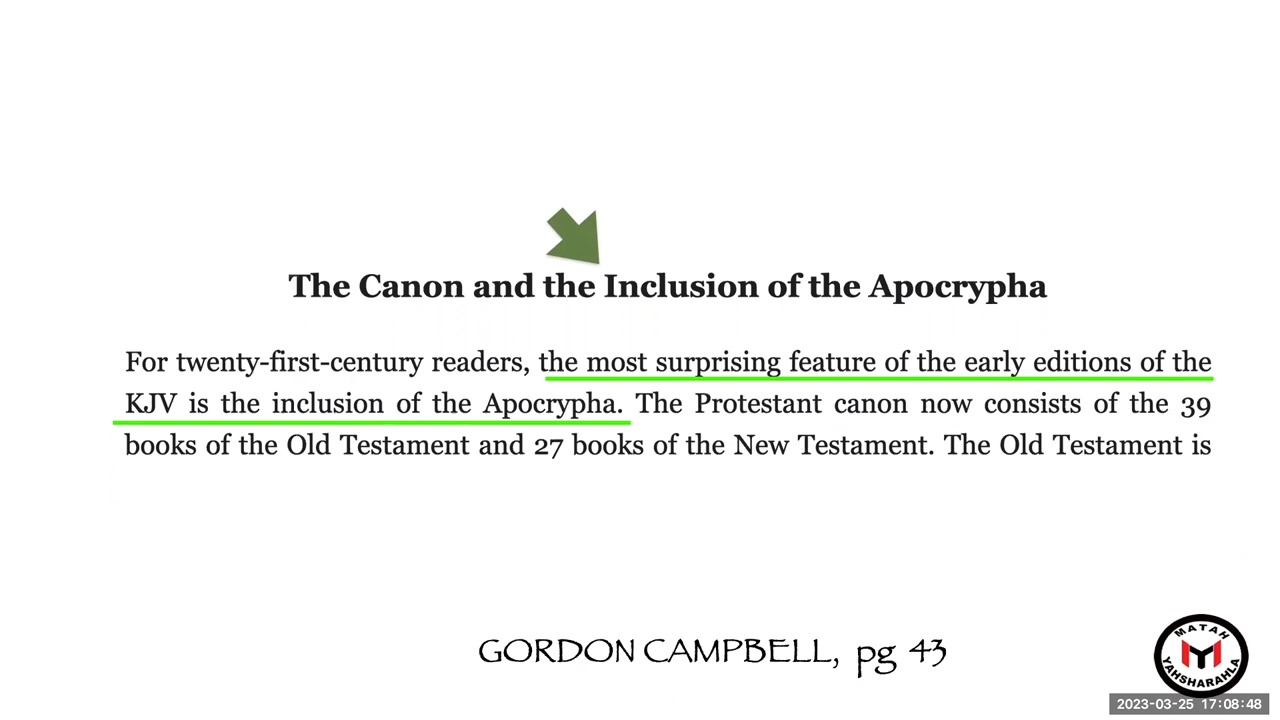 The Canon and the Inclusion of the Apocrypha
For twenty-first-century readers, the most surprising feature of the early editions of the
KJV is the inclusion of the Apocrypha. The Protestant canon now consists of the 39
books of the Old Testament and 27 books of the New Testament. The Old Testament is
GORDON CAMPBELL, pg 43
MATAH
YAHSHARAHLA
2023-03-25 17:08:48